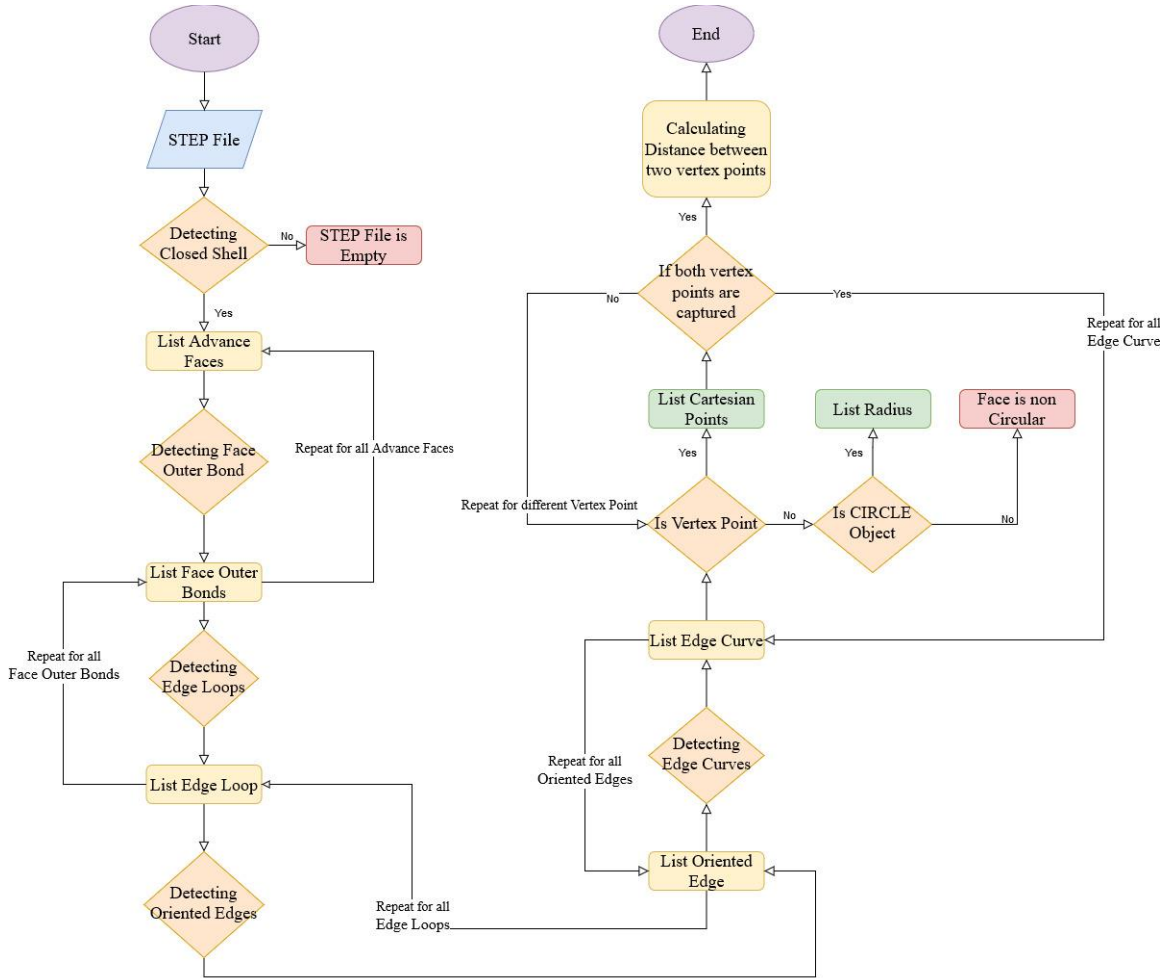 Start
STEP File
Detecting
Closed Shell
No
STEP File is
Empty
Yes
List Advance
Faces
Detecting Face
Outer Bond
Repeat for all Advance Faces
List Face Outer
Bonds
Repeat for all
Face Outer Bonds
Detecting
Edge Loops
List Edge Loop
Detecting
Oriented Edges
Repeat for all
Edge Loops
End
Calculating
Distance between
two vertex points
Yes
If both vertex
points are
captured
No
Yes
Repeat for all
Edge Curve
List Cartesian
Points
List Radius
Face is non
Circular
Yes
Yes
Repeat for different Vertex Point
Is Vertex Point
No
Is CIRCLE
Object
No
List Edge Curve
Repeat for all
Oriented Edges
Detecting
Edge Curves
List Oriented
Edge